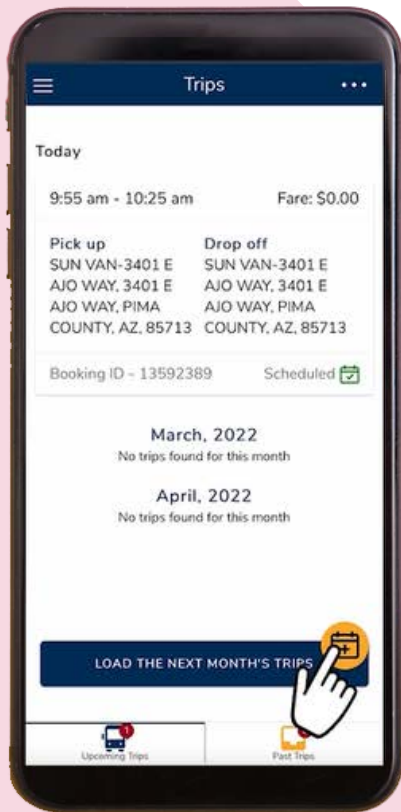 Trips
Today
9:55 am - 10:25 am Fare: $0.00
Pick up
SUN VAN-3401 E
AJO WAY, 3401 E
AJO WAY, PIMA
COUNTY, AZ, 85713
Drop off
SUN VAN-3401 E
AJO WAY, 3401 E
AJO WAY, PIMA
COUNTY, AZ, 85713
Booking ID - 13592389 Scheduled
March, 2022
No trips found for this month
April, 2022
No trips found for this month
LOAD THE NEXT MONTH'S TRIPS
1
Upcoming Trips
Past Trips